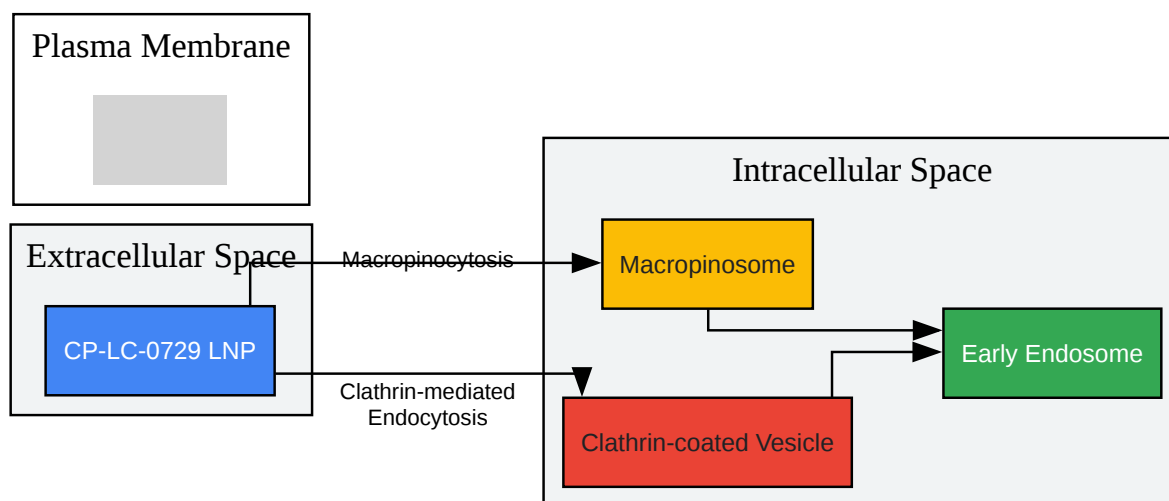 Plasma Membrane
Extracellular Space
CP-LC-0729 LNP
Macropinocytosis
Clathrin-mediated
Endocytosis
Intracellular Space
Macropinosome
Early Endosome
Clathrin-coated Vesicle